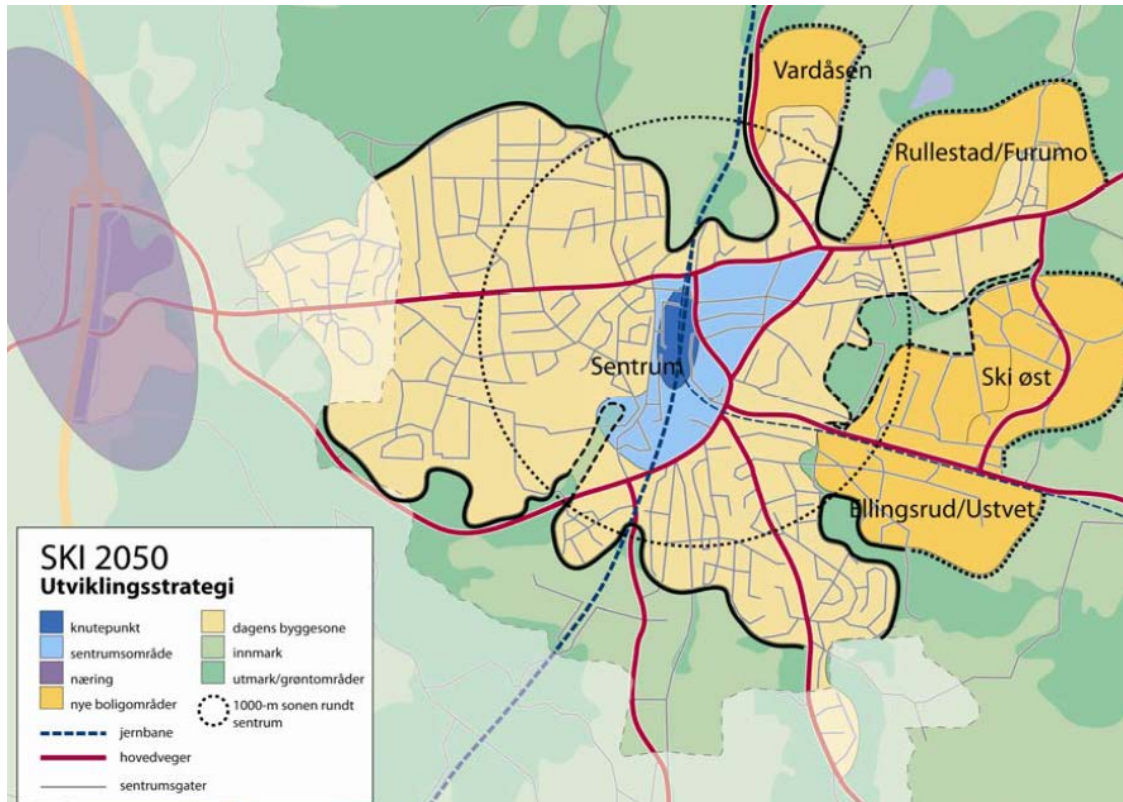 Vardåsen
Rullestad/Furumo
Sentrum
Ski øst
Ellingsrud/Ustvet
SKI 2050
Utviklingsstrategi
knutepunkt
sentrumsområde
næring
nye boligområder
jernbane
hovedveger
sentrumsgater
dagens byggesone
innmark
utmark/grøntområder
1000-m sonen rundt
sentrum